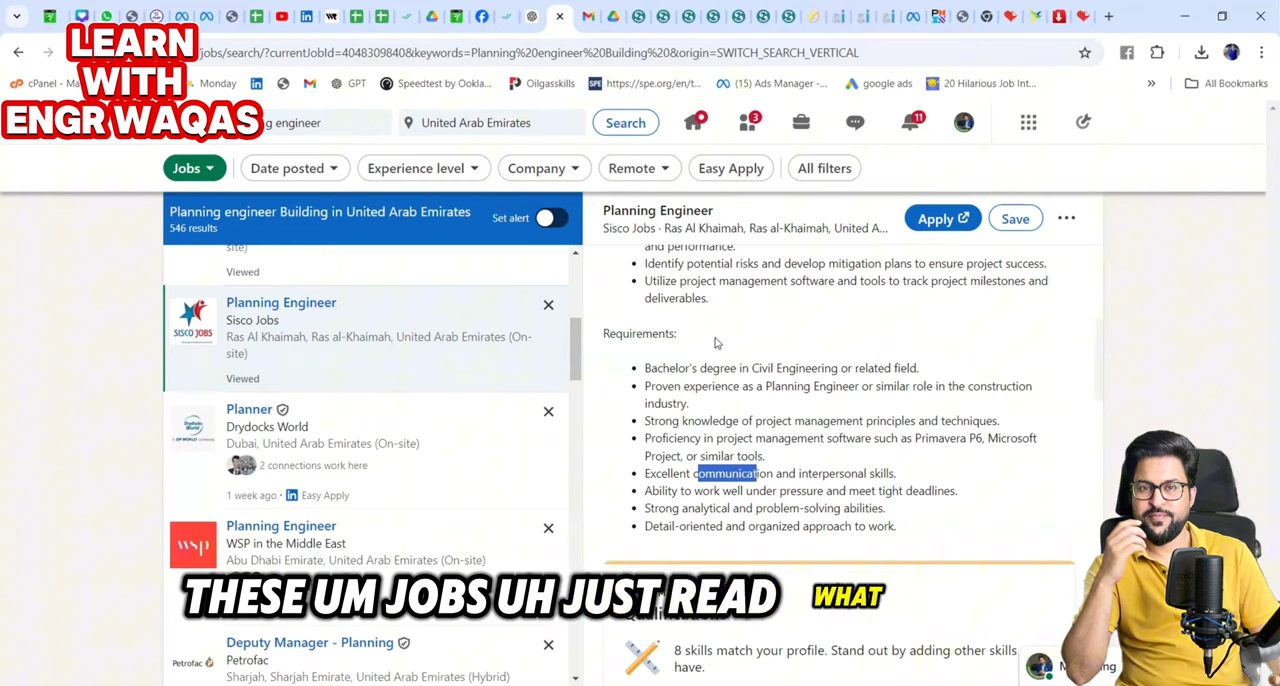 LEARN
WITH
ENGR WAQAS
/jobs/search/?currentJobId=4048309840&keywords=Planning%20engineer%20Building%20&origin=SWITCH_SEARCH_VERTICAL
Monday
GPT
Speedtest by Ookla...
Oilgasskills
https://spe.org/en/t...
(15) Ads Manager -...
google ads
20 Hilarious Job Int...
»
All Bookmarks
engineer
United Arab Emirates
Search
3
11
Jobs
Date posted
Experience level
Company
Remote
Easy Apply
All filters
Planning engineer Building in United Arab Emirates
546 results
Set alert
site)
Viewed
Planning Engineer
SISCO JOBS
Sisco Jobs
Ras Al Khaimah, Ras al-Khaimah, United Arab Emirates (On-
site)
Viewed
Planner
Drydocks World
Dubai, United Arab Emirates (On-site)
2 connections work here
1 week ago · in Easy Apply
Planning Engineer
wsp
WSP in the Middle East
Abu Dhabi Emirate, United Arab Emirates (On-site)
Deputy Manager - Planning
Petrofac
Petrofac
Sharjah, Sharjah Emirate, United Arab Emirates (Hybrid)
Planning Engineer
Sisco Jobs · Ras Al Khaimah, Ras al-Khaimah, United A...
Apply
Save
and performance.
• Identify potential risks and develop mitigation plans to ensure project success.
• Utilize project management software and tools to track project milestones and
deliverables.
Requirements:
• Bachelor's degree in Civil Engineering or related field.
• Proven experience as a Planning Engineer or similar role in the construction
industry.
• Strong knowledge of project management principles and techniques.
• Proficiency in project management software such as Primavera P6, Microsoft
Project, or similar tools.
• Excellent communication and interpersonal skills.
• Ability to work well under pressure and meet tight deadlines.
• Strong analytical and problem-solving abilities.
• Detail-oriented and organized approach to work.
8 skills match your profile. Stand out by adding other skills
have.
THESE UM JOBS UH JUST READ WHAT